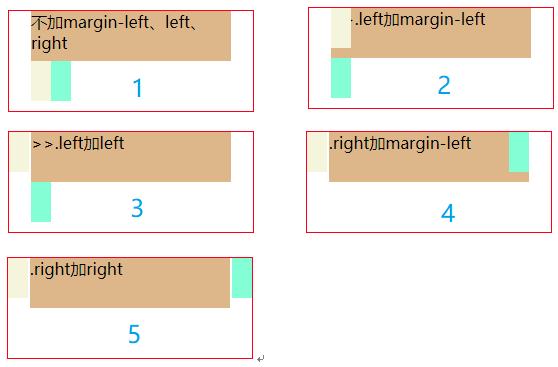 不加margin-left、left、
right
1
.left加margin-left
2
>>.left加left
3
.right加margin-left
4
.right加right
5